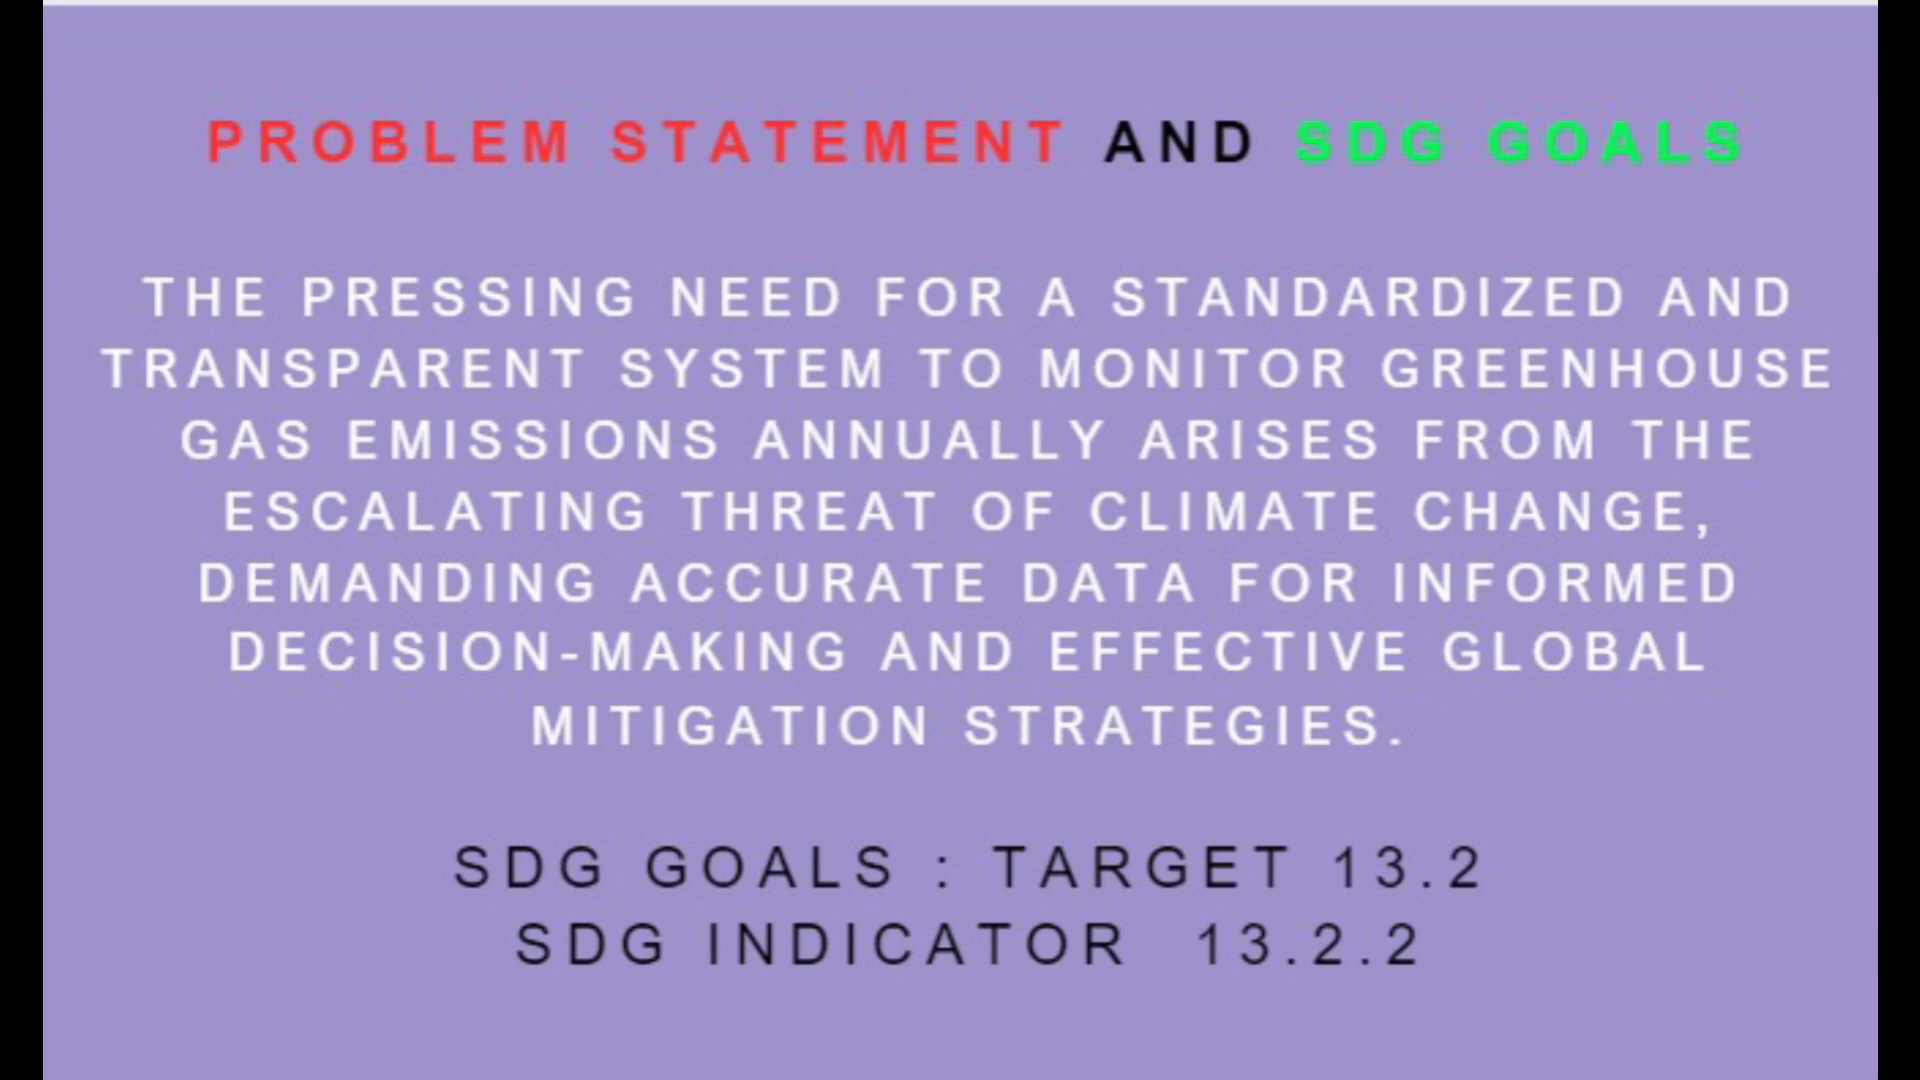 PROBLEM STATEMENT AND SDG GOALS
THE PRESSING NEED FOR A STANDARDIZED AND
TRANSPARENT SYSTEM TO MONITOR GREENHOUSE
GAS EMISSIONS ANNUALLY ARISES FROM THE
ESCALATING THREAT OF CLIMATE CHANGE,
DEMANDING ACCURATE DATA FOR INFORMED
DECISION-MAKING AND EFFECTIVE GLOBAL
MITIGATION STRATEGIES.
SDG GOALS : TARGET 13.2
SDG INDICATOR 13.2.2